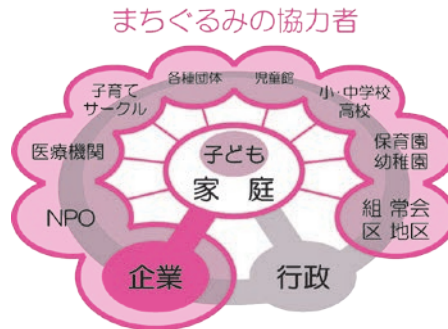 まちぐるみの協力者
各種団体
児童館
子育て
サークル
小・中学校
高校
医療機関
保育園
幼稚園
子ども
家 庭
NPO
組 常会
区 地区
企業
行政